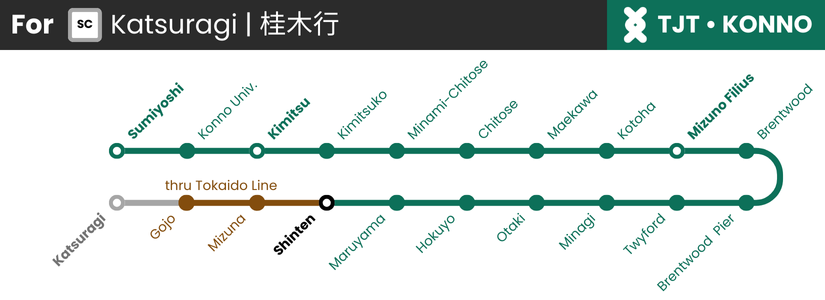 For SC Katsuragi | 桂木行
TJT • KONNO
Sumiyoshi
Konno Univ.
Kimitsu
Kimitsuko
Minami-Chitose
Chitose
Maekawa
Kotoha
Mizuno Filius
Brentwood
thru Tokaido Line
Katsuragi
Gojo
Mizuna
Shinten
Maruyama
Hokuyo
Otaki
Minagi
Twyford
Brentwood Pier